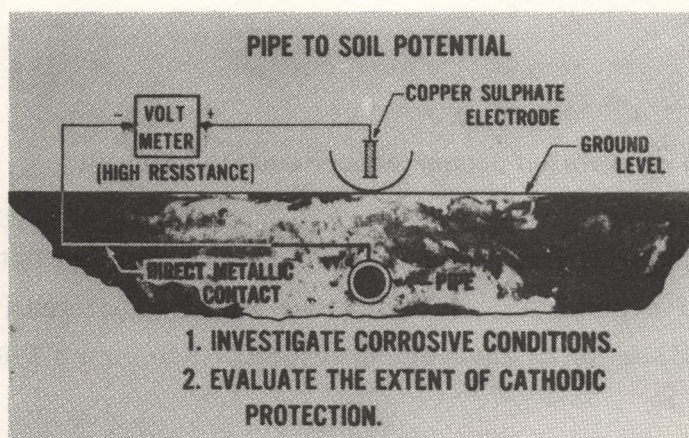 PIPE TO SOIL POTENTIAL
- VOLT METER +
(HIGH RESISTANCE)
COPPER SULPHATE
ELECTRODE
GROUND
LEVEL
DIRECT METALLIC
CONTACT
PIPE
1. INVESTIGATE CORROSIVE CONDITIONS.
2. EVALUATE THE EXTENT OF CATHODIC
PROTECTION.